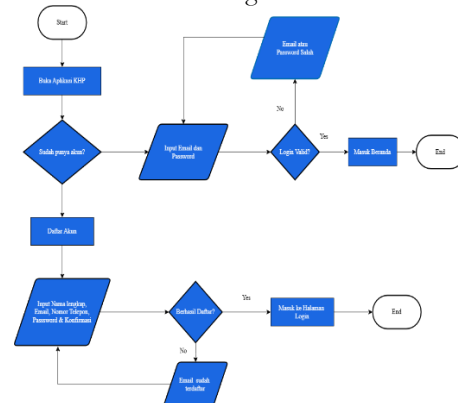 Start
Buka Aplikasi KHP
Sudah punya akun?
Input Email dan
Password
Email atau
Password Salah
No
Login Valid?
Yes
Masuk Beranda
End
Daftar Akun
Input Nama lengkap,
Email, Nomor Telepon,
Password & Konfirmasi
Berhasil Daftar?
Yes
Masuk ke Halaman
Login
End
No
Email sudah
terdaftar